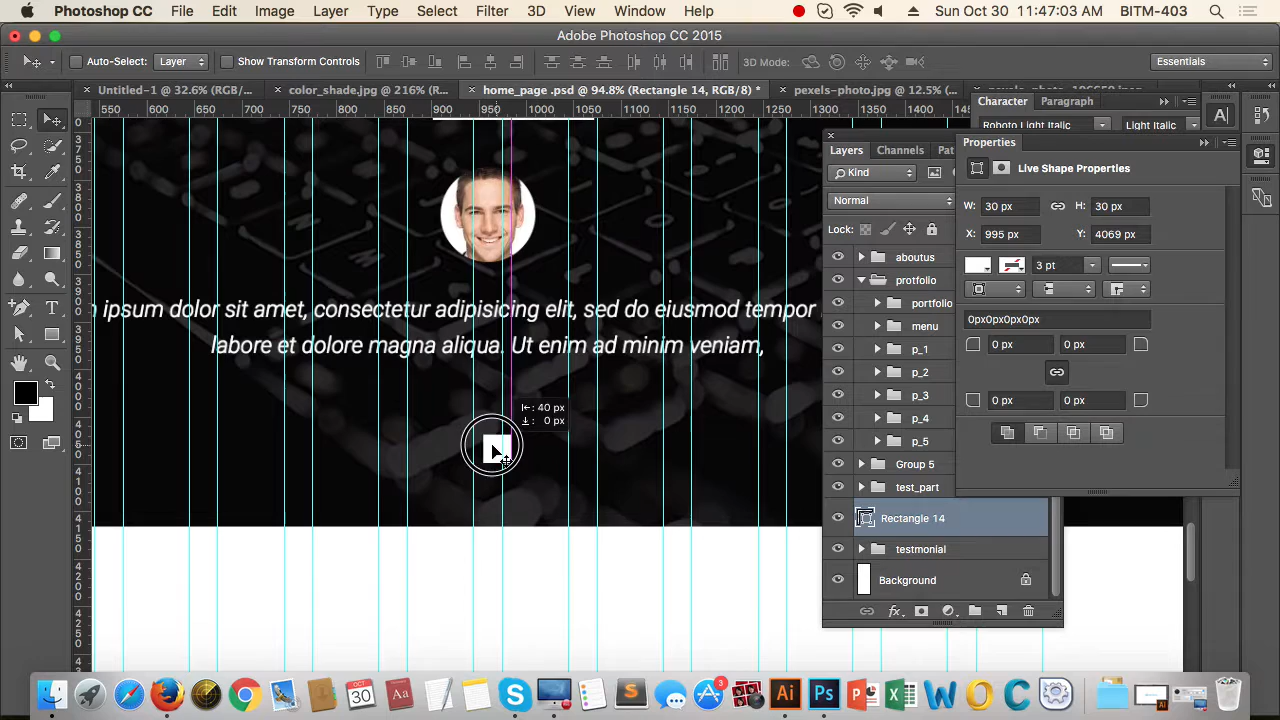 Photoshop CC File Edit Image Layer Type Select Filter 3D View Window Help Sun Oct 30 11:47:03 AM BITM-403
Adobe Photoshop CC 2015
Auto-Select: Layer Show Transform Controls 3D Mode: Essentials
Untitled-1 @ 32.6% (RGB/... color_shade.jpg @ 216% (R... home_page .psd @ 94.8% (Rectangle 14, RGB/8) * pexels-photo.jpg @ 12.5% (...
550 600 650 700 750 800 850 900 950 1000 1050 1100 1150 1200 1250 1300 1350 1400
Character Paragraph
Roboto Light Italic Light Italic
Layers Channels Pat
Properties
Live Shape Properties
Kind
Normal
Lock:
W: 30 px H: 30 px
X: 995 px Y: 4069 px
3 pt
0px0px0px0px
0 px 0 px
0 px 0 px
aboutus
protfolio
portfolio
menu
p_1
p_2
p_3
p_4
p_5
Group 5
test_part
Rectangle 14
testmonial
Background
ipsum dolor sit amet, consectetur adipisicing elit, sed do eiusmod tempor
labore et dolore magna aliqua. Ut enim ad minim veniam,
40 px
0 px
OCT
30
3
Ai Ps